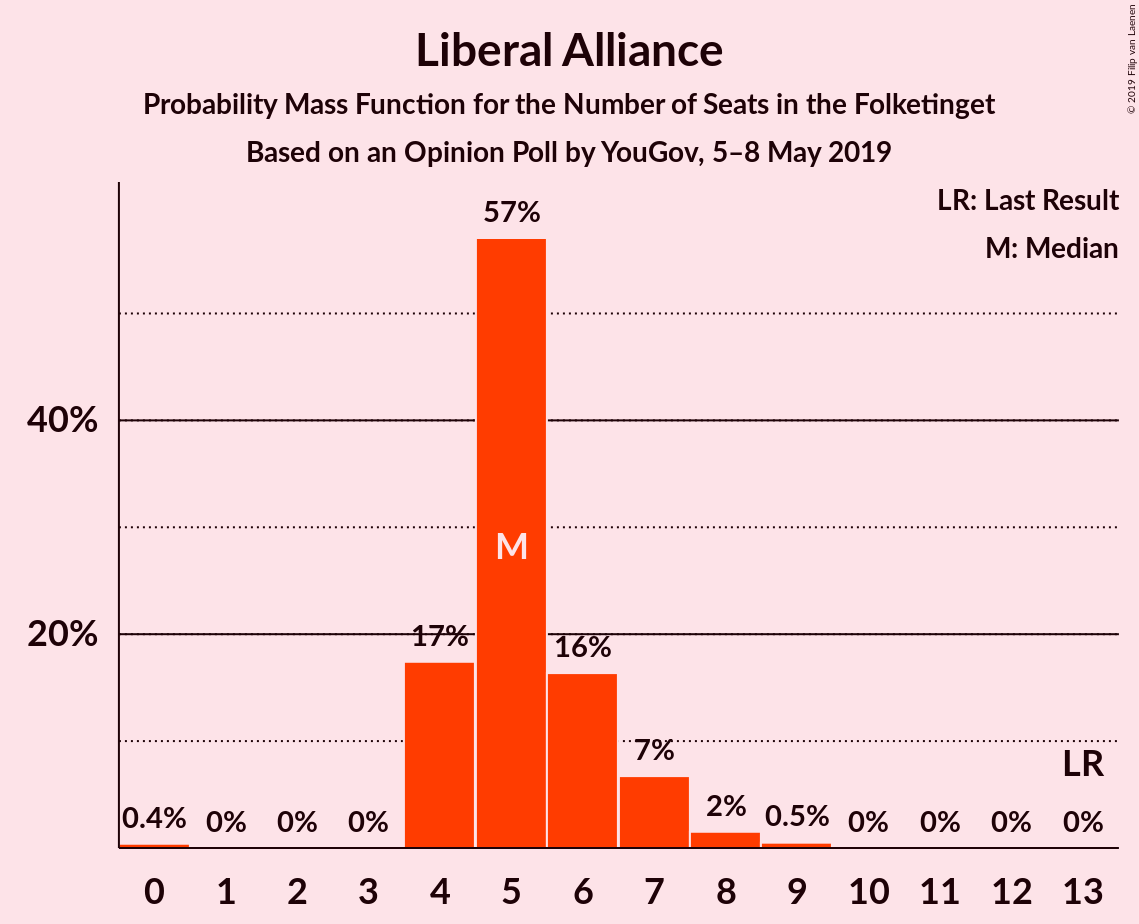 Liberal Alliance
Probability Mass Function for the Number of Seats in the Folketinget
Based on an Opinion Poll by YouGov, 5–8 May 2019
© 2019 Filip van Laenen
LR: Last Result
M: Median
57%
40%
M
20%
17%
16%
7%
LR
0.4%
0%
0%
0%
2%
0.5%
0%
0%
0%
0%
0 1 2 3 4 5 6 7 8 9 10 11 12 13